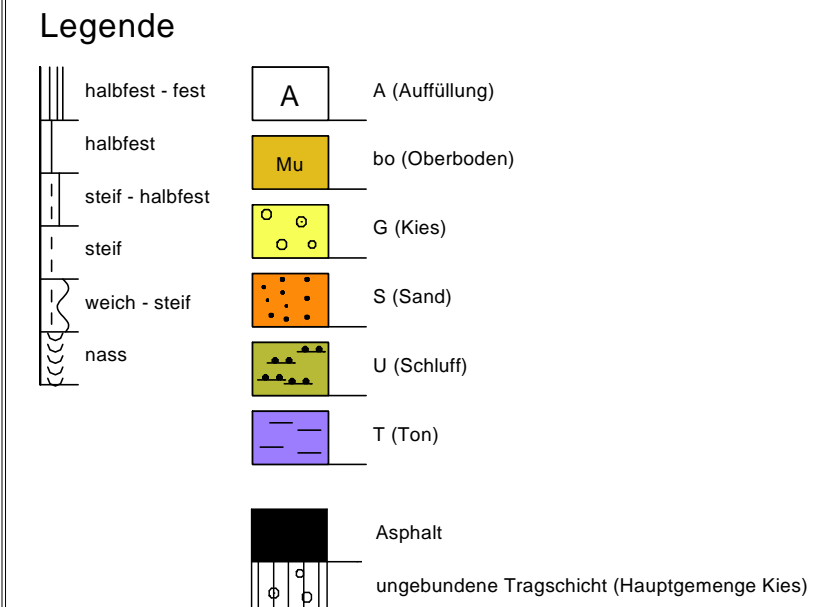 Legende
halbfest - fest
halbfest
steif - halbfest
steif
weich - steif
nass
A
A (Auffüllung)
Mu
bo (Oberboden)
G (Kies)
S (Sand)
U (Schluff)
T (Ton)
Asphalt
ungebundene Tragschicht (Hauptgemenge Kies)